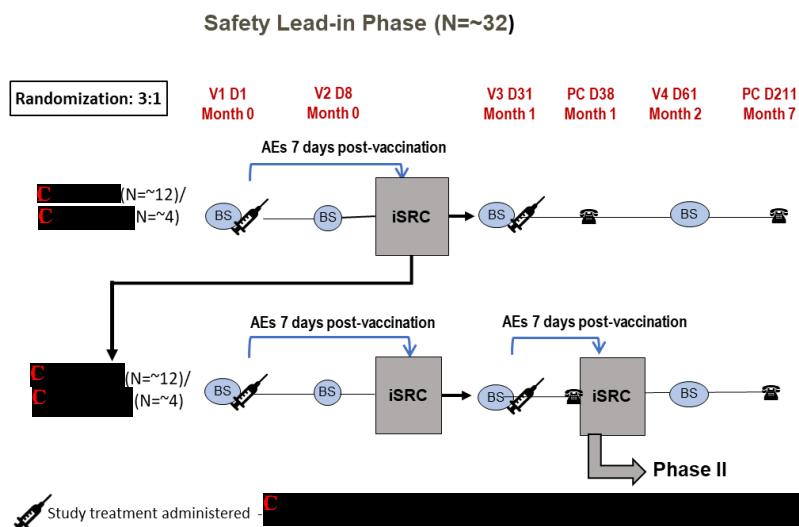 Safety Lead-in Phase (N=~32)
Randomization: 3:1
V1 D1 V2 D8 V3 D31 PC D38 V4 D61 PC D211
Month 0 Month 0 Month 1 Month 1 Month 2 Month 7
AEs 7 days post-vaccination
C (N=~12)/
C (N=~4)
BS BS iSRC BS BS
AEs 7 days post-vaccination AEs 7 days post-vaccination
C (N=~12)/
C (N=~4)
BS BS iSRC BS iSRC BS
Phase II
Study treatment administered - C